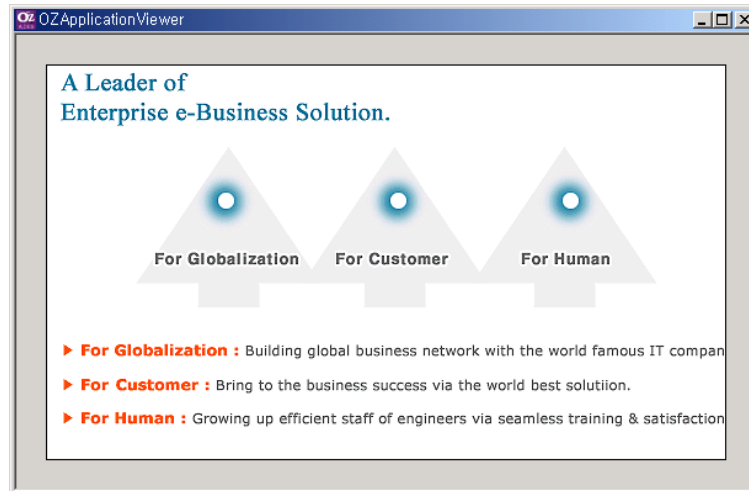 OZApplicationViewer
A Leader of
Enterprise e-Business Solution.
For Globalization For Customer For Human
For Globalization : Building global business network with the world famous IT compan
For Customer : Bring to the business success via the world best solutiion.
For Human : Growing up efficient staff of engineers via seamless training & satisfaction